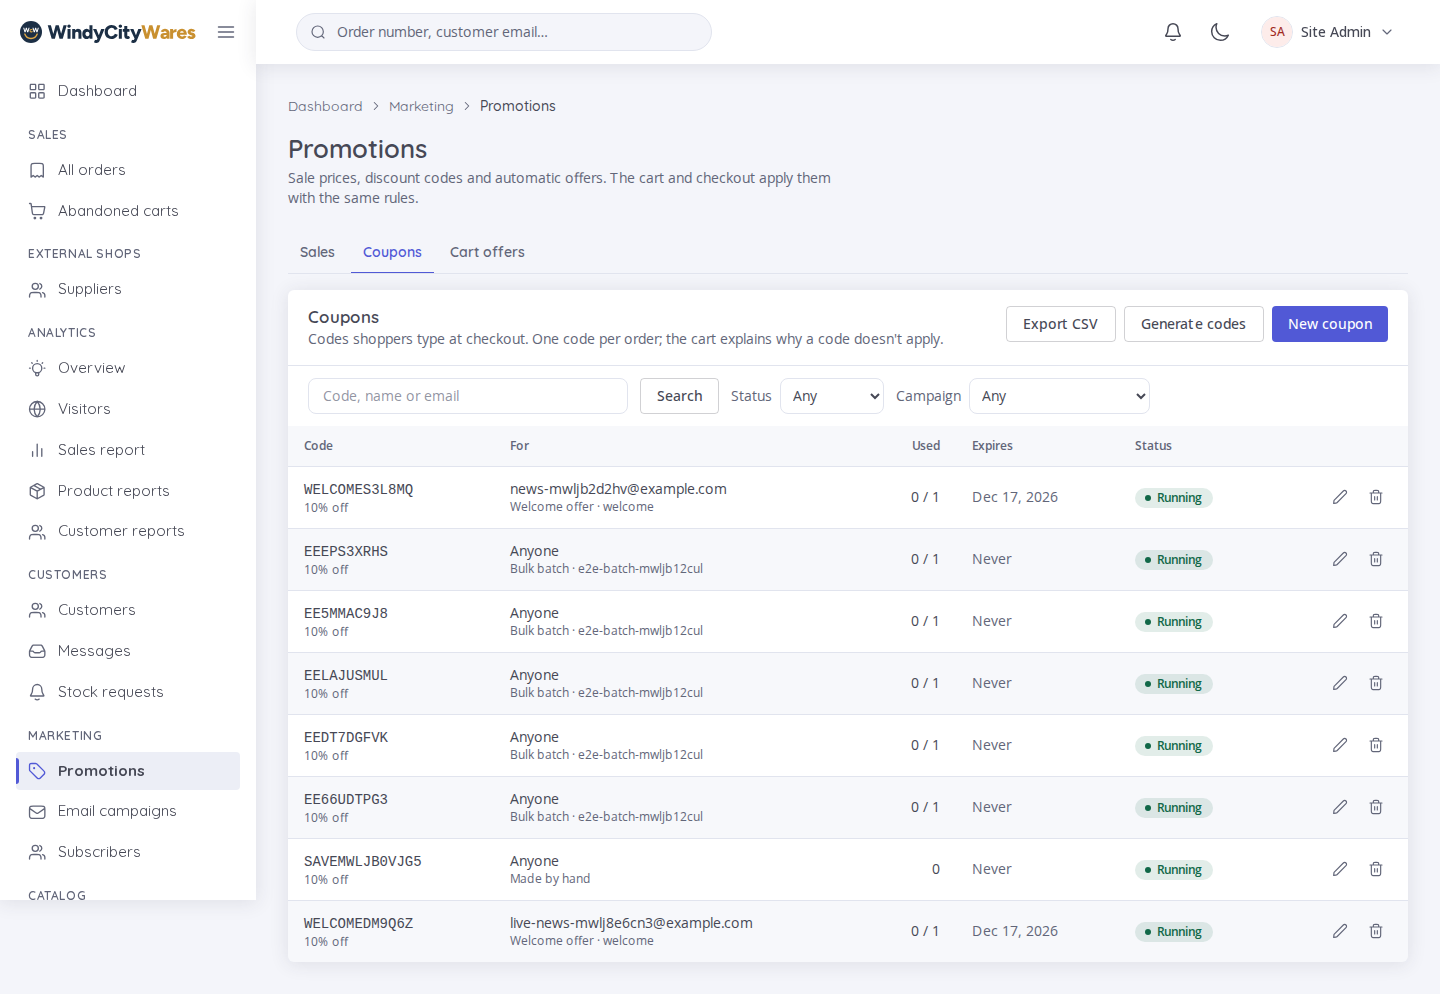 WindyCityWares
Order number, customer email...
SA
Site Admin
Dashboard
SALES
All orders
Abandoned carts
EXTERNAL SHOPS
Suppliers
ANALYTICS
Overview
Visitors
Sales report
Product reports
Customer reports
CUSTOMERS
Customers
Messages
Stock requests
MARKETING
Promotions
Email campaigns
Subscribers
CATALOG
Dashboard > Marketing > Promotions
Promotions
Sale prices, discount codes and automatic offers. The cart and checkout apply them
with the same rules.
Sales Coupons Cart offers
Coupons
Codes shoppers type at checkout. One code per order; the cart explains why a code doesn't apply.
Export CSV Generate codes New coupon
Code, name or email Search Status Any Campaign Any
Code For Used Expires Status
WELCOMES3L8MQ news-mwljb2d2hv@example.com 0 / 1 Dec 17, 2026 Running
10% off Welcome offer · welcome
EEEPS3XRHS Anyone 0 / 1 Never Running
10% off Bulk batch · e2e-batch-mwljb12cul
EE5MMAC9J8 Anyone 0 / 1 Never Running
10% off Bulk batch · e2e-batch-mwljb12cul
EELAJUSMUL Anyone 0 / 1 Never Running
10% off Bulk batch · e2e-batch-mwljb12cul
EEDT7DGFVK Anyone 0 / 1 Never Running
10% off Bulk batch · e2e-batch-mwljb12cul
EE66UDTPG3 Anyone 0 / 1 Never Running
10% off Bulk batch · e2e-batch-mwljb12cul
SAVEMWLJB0VJG5 Anyone 0 Never Running
10% off Made by hand
WELCOMEDM9Q6Z live-news-mwlj8e6cn3@example.com 0 / 1 Dec 17, 2026 Running
10% off Welcome offer · welcome